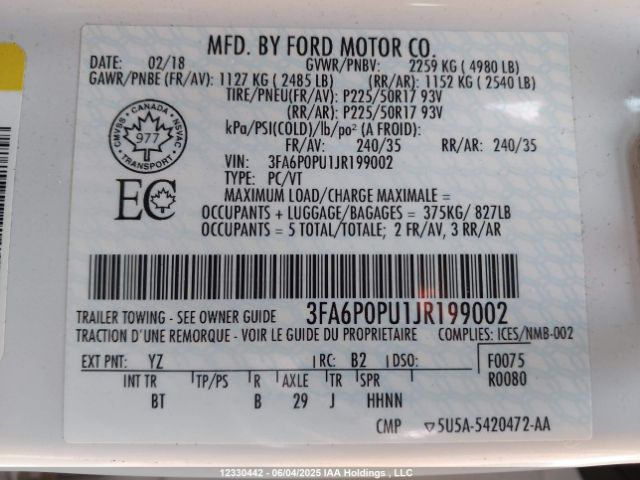 MFD. BY FORD MOTOR CO.
DATE: 02/18 GVWR/PNBV: 2259 KG ( 4980 LB)
GAWR/PNBE (FR/AV): 1127 KG ( 2485 LB) (RR/AR) : 1152 KG ( 2540 LB)
TIRE/PNEU(FR/AV): P225/50R17 93V
(RR/AR): P225/50R17 93V
kPa/PSI(COLD)/lb/po² (A FROID):
FR/AV: 240/35 RR/AR: 240/35
CANADA
CMVSS 977 NSVAC
TRANSPORT
VIN: 3FA6P0PU1JR199002
TYPE: PC/VT
EC
MAXIMUM LOAD/CHARGE MAXIMALE =
OCCUPANTS + LUGGAGE/BAGAGES = 375KG/ 827LB
OCCUPANTS = 5 TOTAL/TOTALE; 2 FR/AV, 3 RR/AR
TRAILER TOWING - SEE OWNER GUIDE 3FA6P0PU1JR199002
TRACTION D'UNE REMORQUE - VOIR LE GUIDE DU PROPRIETAIRE COMPLIES: ICES/NMB-002
EXT PNT: YZ RC: B2 DSO: F0075
INT TR TP/PS R AXLE TR SPR R0080
BT B 29 J HHNN
CMP ▽5U5A-5420472-AA
12330442 - 06/04/2025 IAA Holdings , LLC